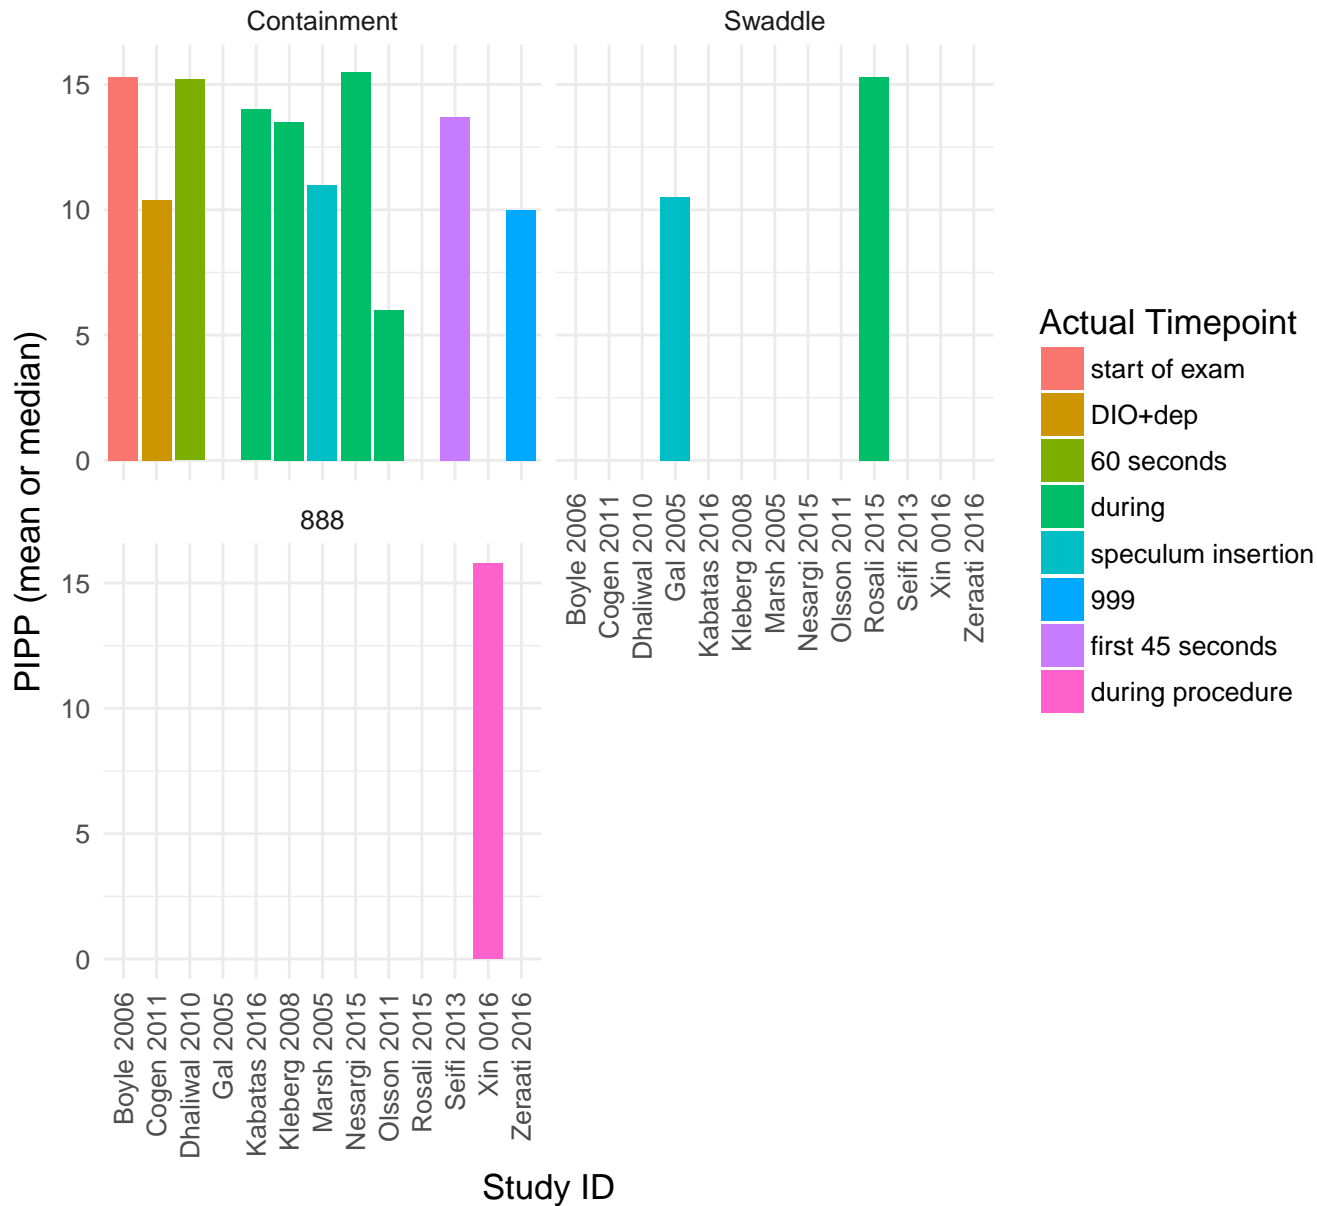 Containment
Swaddle
15
10
5
0
PIPP (mean or median)
Boyle 2006
Cogen 2011
Dhaliwal 2010
Gal 2005
Kabatas 2016
Kleberg 2008
Marsh 2005
Nesargi 2015
Olsson 2011
Rosali 2015
Seifi 2013
Xin 0016
Zeraati 2016
Actual Timepoint
start of exam
DIO+dep
60 seconds
during
speculum insertion
999
first 45 seconds
during procedure
888
15
10
5
0
Boyle 2006
Cogen 2011
Dhaliwal 2010
Gal 2005
Kabatas 2016
Kleberg 2008
Marsh 2005
Nesargi 2015
Olsson 2011
Rosali 2015
Seifi 2013
Xin 0016
Zeraati 2016
Study ID